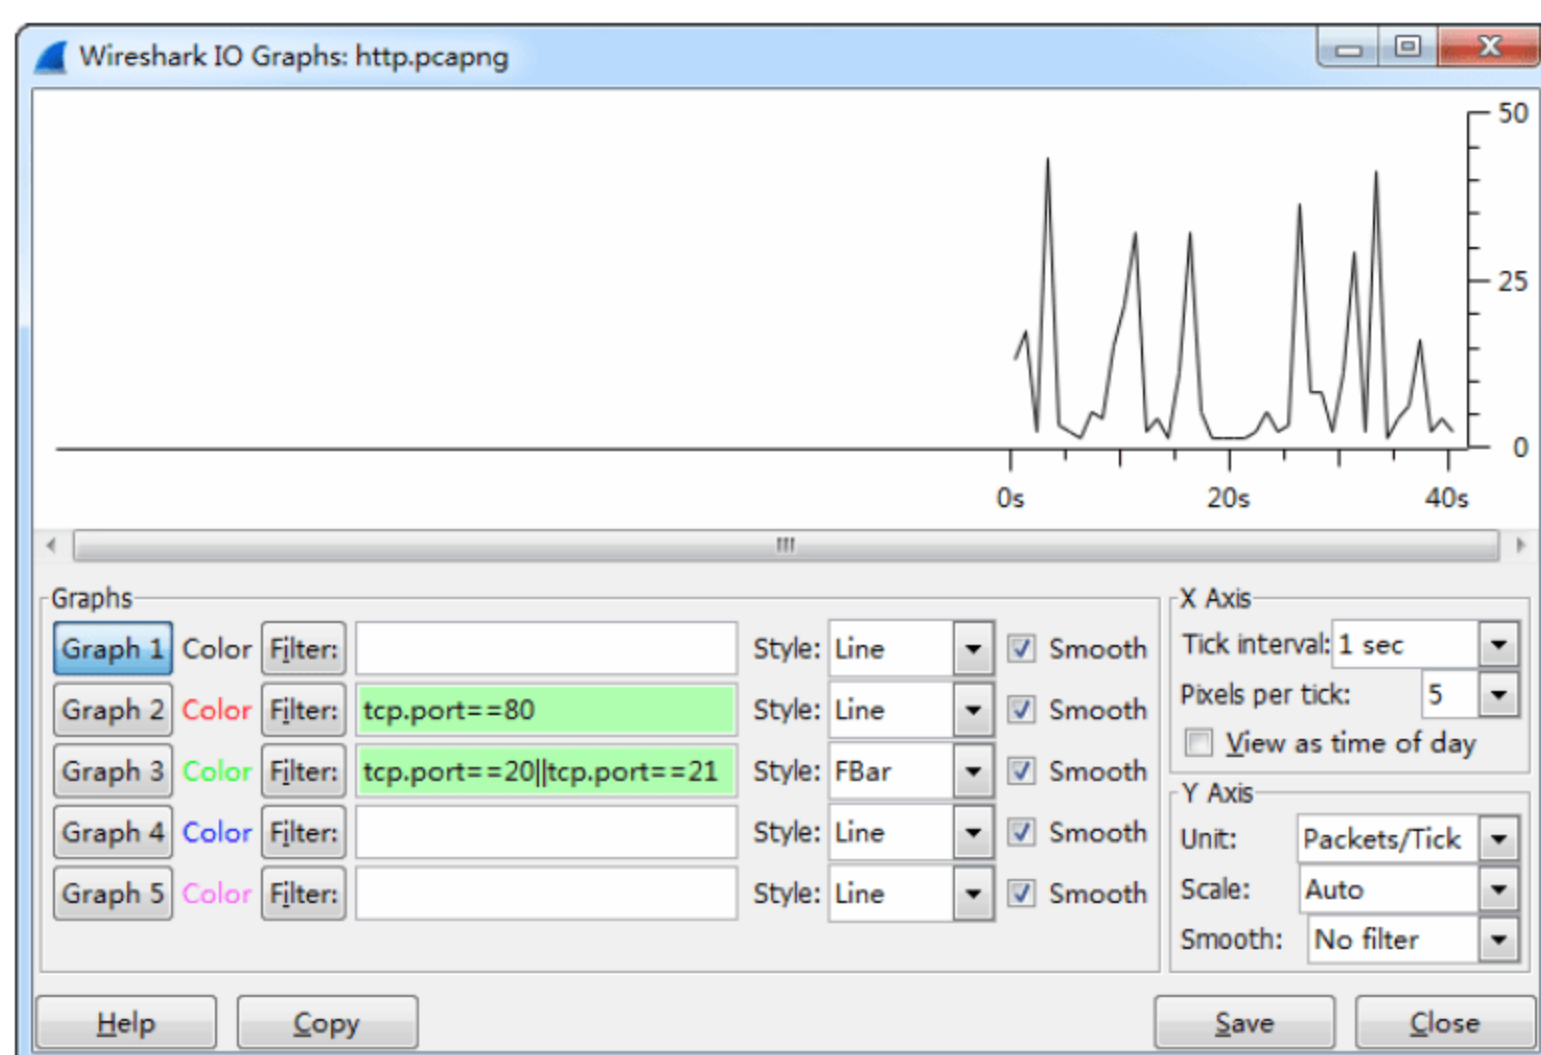 Wireshark IO Graphs: http.pcapng
50
25
0
0s 20s 40s
Graphs
Graph 1 Color Filter: Style: Line Smooth
Graph 2 Color Filter: tcp.port==80 Style: Line Smooth
Graph 3 Color Filter: tcp.port==20||tcp.port==21 Style: FBar Smooth
Graph 4 Color Filter: Style: Line Smooth
Graph 5 Color Filter: Style: Line Smooth
X Axis
Tick interval: 1 sec
Pixels per tick: 5
View as time of day
Y Axis
Unit: Packets/Tick
Scale: Auto
Smooth: No filter
Help Copy Save Close